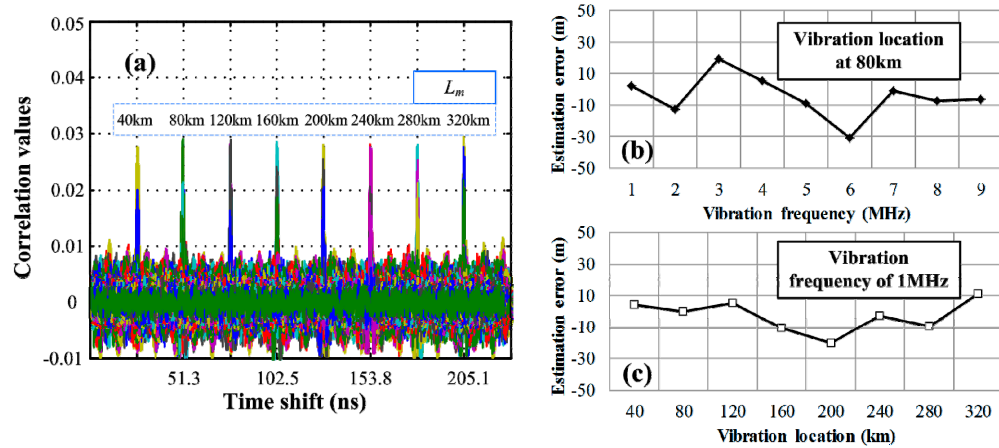 0.05
0.04
0.03
0.02
0.01
0
-0.01
Correlation values
(a)
L_m
40km 80km 120km 160km 200km 240km 280km 320km
51.3 102.5 153.8 205.1
Time shift (ns)
50
30
10
-10
-30
-50
Estimation error (m)
Vibration location
at 80km
(b)
1 2 3 4 5 6 7 8 9
Vibration frequency (MHz)
50
30
10
-10
-30
-50
Estimation error (m)
Vibration
frequency of 1MHz
(c)
40 80 120 160 200 240 280 320
Vibration location (km)